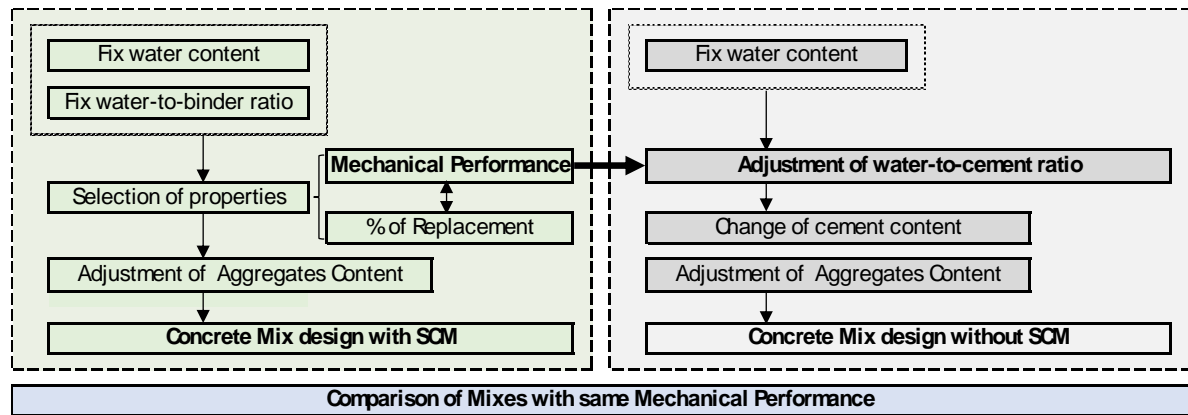 Fix water content
Fix water-to-binder ratio
Selection of properties
Mechanical Performance
% of Replacement
Adjustment of Aggregates Content
Concrete Mix design with SCM
Fix water content
Adjustment of water-to-cement ratio
Change of cement content
Adjustment of Aggregates Content
Concrete Mix design without SCM
Comparison of Mixes with same Mechanical Performance